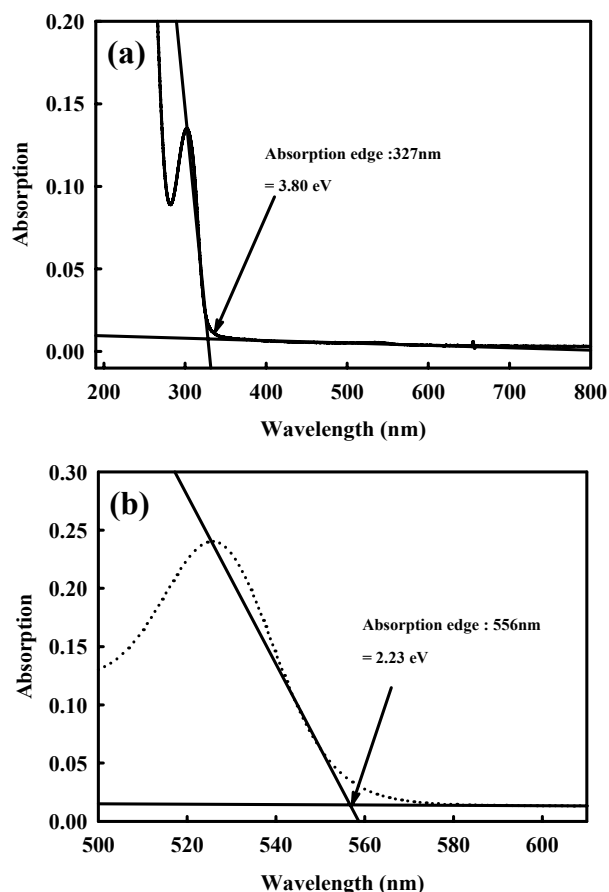 0.20
(a)
0.15
Absorption edge :327nm
= 3.80 eV
0.10
0.05
0.00
Absorption
200 300 400 500 600 700 800
Wavelength (nm)
0.30
(b)
0.25
0.20
Absorption edge : 556nm
= 2.23 eV
0.15
0.10
0.05
0.00
Absorption
500 520 540 560 580 600
Wavelength (nm)